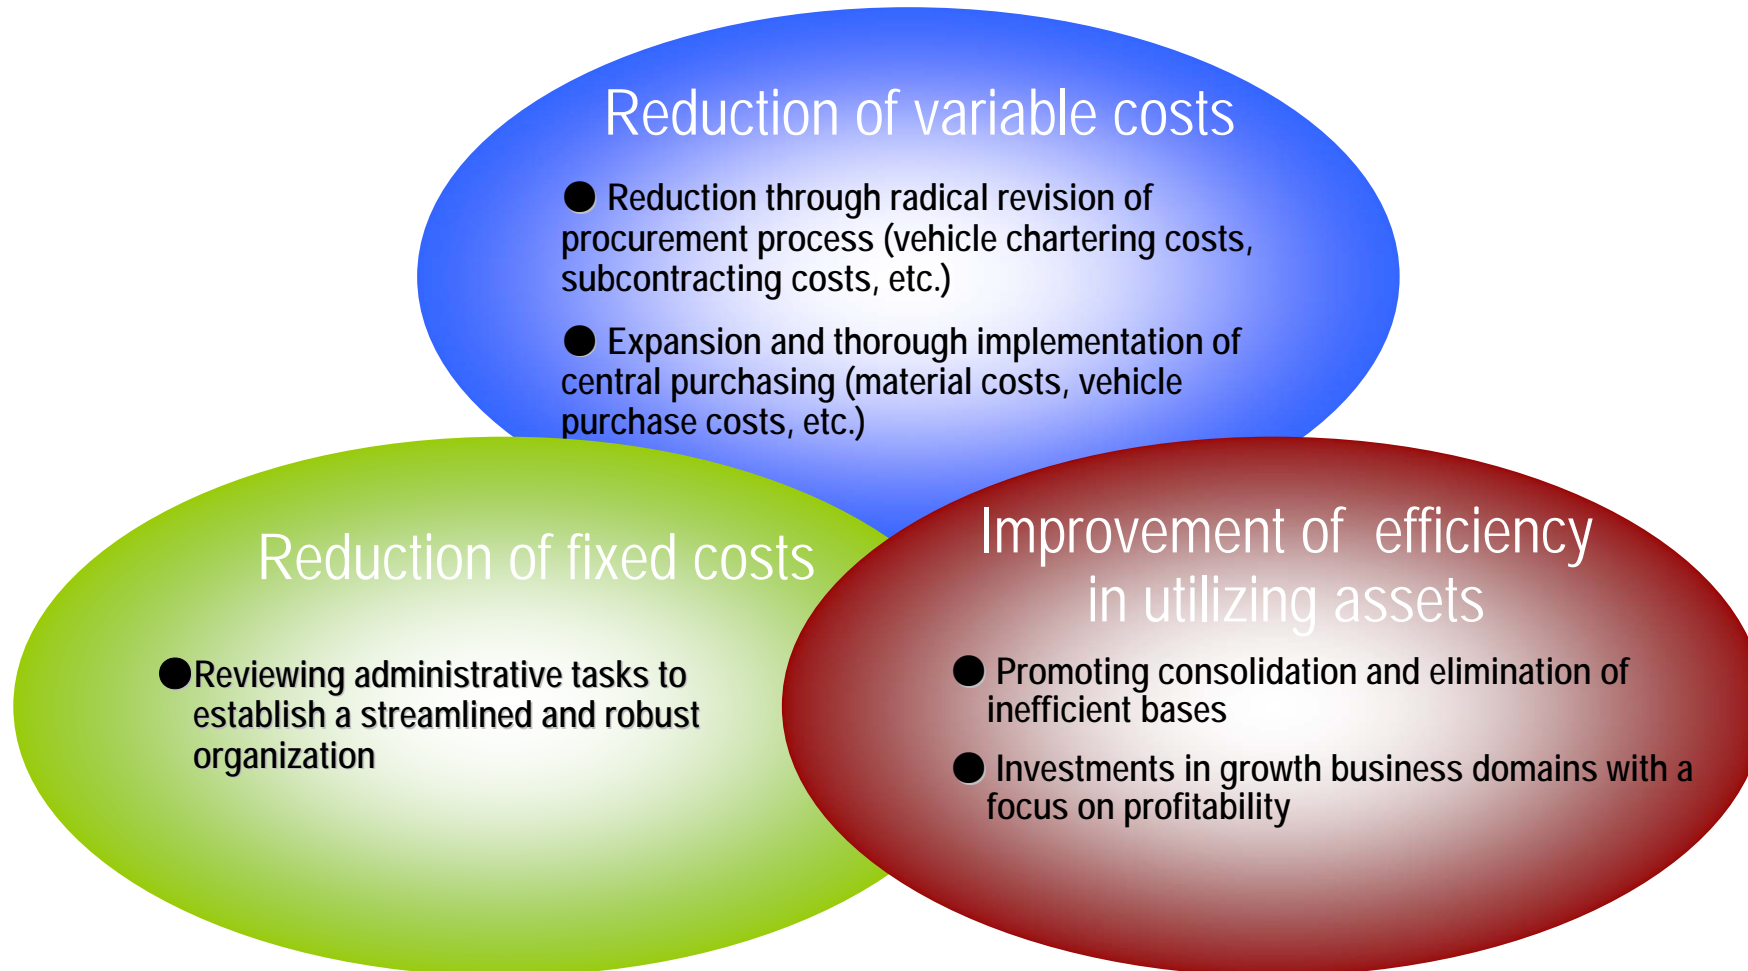 Reduction of variable costs
● Reduction through radical revision of
procurement process (vehicle chartering costs,
subcontracting costs, etc.)
● Expansion and thorough implementation of
central purchasing (material costs, vehicle
purchase costs, etc.)
Reduction of fixed costs
●Reviewing administrative tasks to
establish a streamlined and robust
organization
Improvement of  efficiency
in utilizing assets
● Promoting consolidation and elimination of
inefficient bases
● Investments in growth business domains with a
focus on profitability